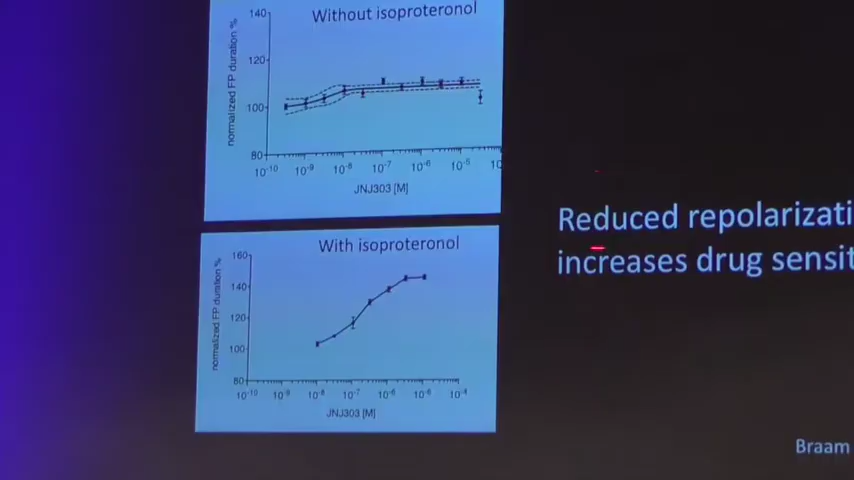 Without isoproteronol
normalized FP duration %
140
120
100
80
10-10
10-9
10-8
10-7
10-6
10-5
JNJ303 [M]
With isoproteronol
normalized FP duration %
160
140
120
100
80
10-10
10-9
10-8
10-7
10-6
10-4
JNJ303 [M]
Reduced repolarizati
increases drug sensit
Braam